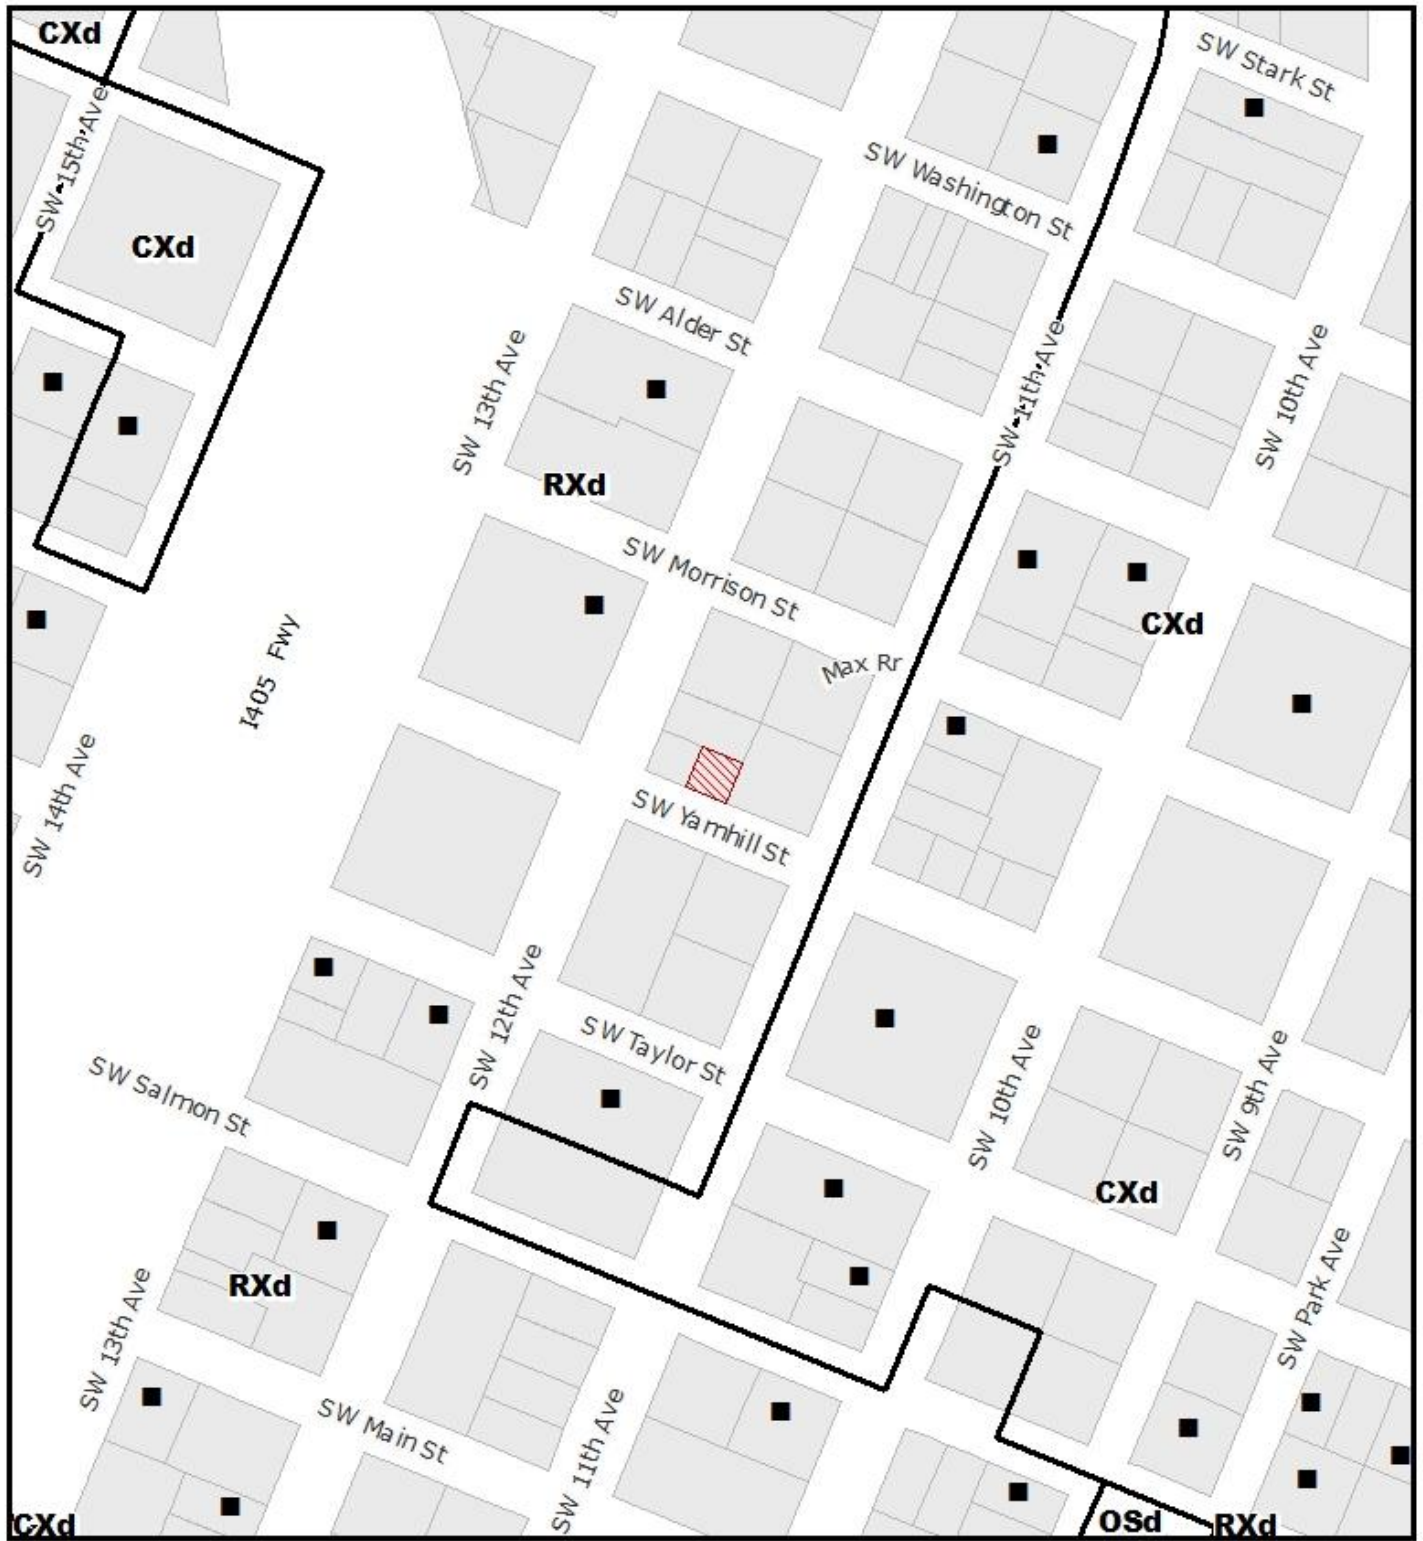 CXd
SW Stark St
SW 15th Ave
SW Washington St
CXd
SW Alder St
SW 13th Ave
SW 11th Ave
SW 10th Ave
RXd
SW Morrison St
CXd
Max Rr
I405 Fwy
SW 14th Ave
SW Yamhill St
SW 12th Ave
SW Taylor St
SW Salmon St
SW 10th Ave
SW 9th Ave
CXd
RXd
SW Park Ave
SW 13th Ave
SW Main St
SW 11th Ave
CXd
OSd
RXd